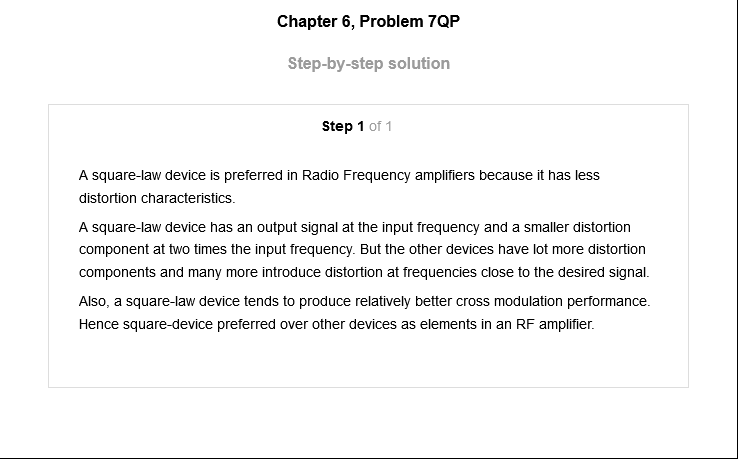 Chapter 6, Problem 7QP
Step-by-step solution
Step 1 of 1
A square-law device is preferred in Radio Frequency amplifiers because it has less
distortion characteristics.
A square-law device has an output signal at the input frequency and a smaller distortion
component at two times the input frequency. But the other devices have lot more distortion
components and many more introduce distortion at frequencies close to the desired signal.
Also, a square-law device tends to produce relatively better cross modulation performance.
Hence square-device preferred over other devices as elements in an RF amplifier.